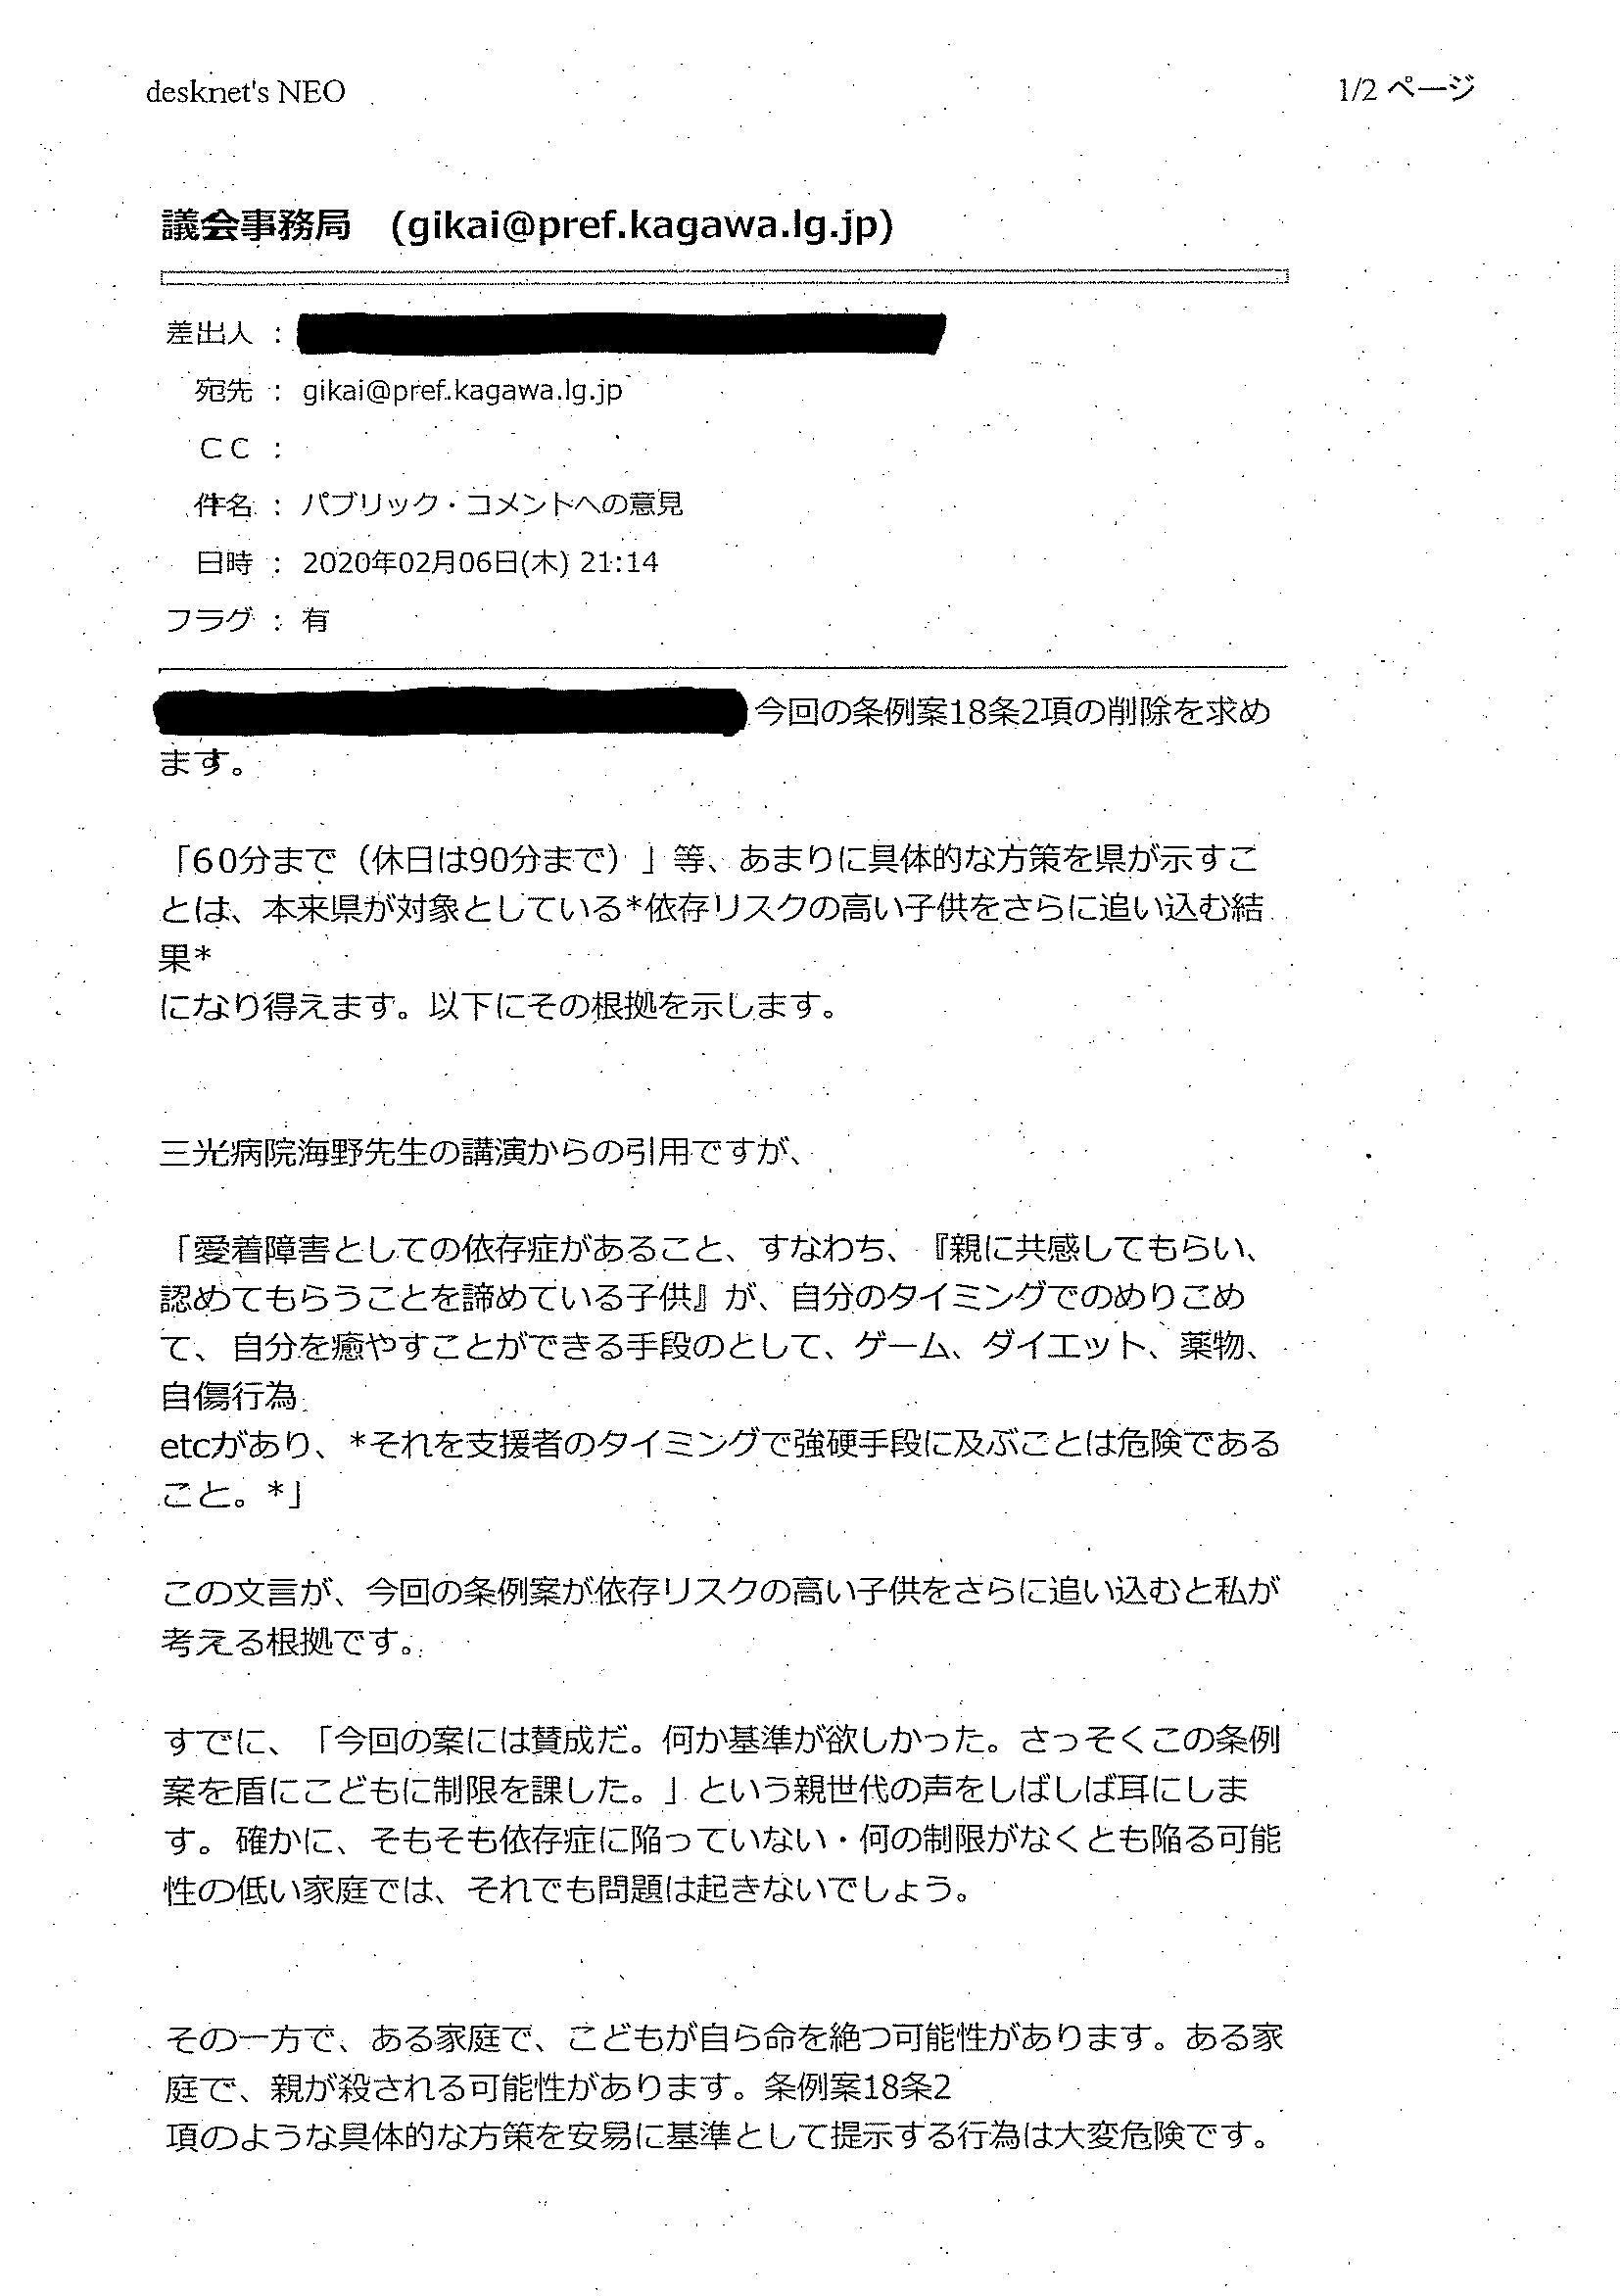 desknet's NEO
1/2 ページ
議会事務局 (gikai@pref.kagawa.lg.jp)
差出人 :
宛先 : gikai@pref.kagawa.lg.jp
ＣＣ :
件名 : パブリック・コメントへの意見
日時 : 2020年02月06日(木) 21:14
フラグ : 有
今回の条例案18条2項の削除を求め
ます。
「60分まで（休日は90分まで）」等、あまりに具体的な方策を県が示すこ
とは、本来県が対象としている*依存リスクの高い子供をさらに追い込む結
果*
になり得えます。以下にその根拠を示します。
三光病院海野先生の講演からの引用ですが、
「愛着障害としての依存症があること、すなわち、『親に共感してもらい、
認めてもらうことを諦めている子供』が、自分のタイミングでのめりこめ
て、自分を癒やすことができる手段のとして、ゲーム、ダイエット、薬物、
自傷行為
etcがあり、*それを支援者のタイミングで強硬手段に及ぶことは危険である
こと。*」
この文言が、今回の条例案が依存リスクの高い子供をさらに追い込むと私が
考える根拠です。
すでに、「今回の案には賛成だ。何か基準が欲しかった。さっそくこの条例
案を盾にこどもに制限を課した。」という親世代の声をしばしば耳にしま
す。確かに、そもそも依存症に陥っていない・何の制限がなくとも陥る可能
性の低い家庭では、それでも問題は起きないでしょう。
その一方で、ある家庭で、こどもが自ら命を絶つ可能性があります。ある家
庭で、親が殺される可能性があります。条例案18条2
項のような具体的な方策を安易に基準として提示する行為は大変危険です。